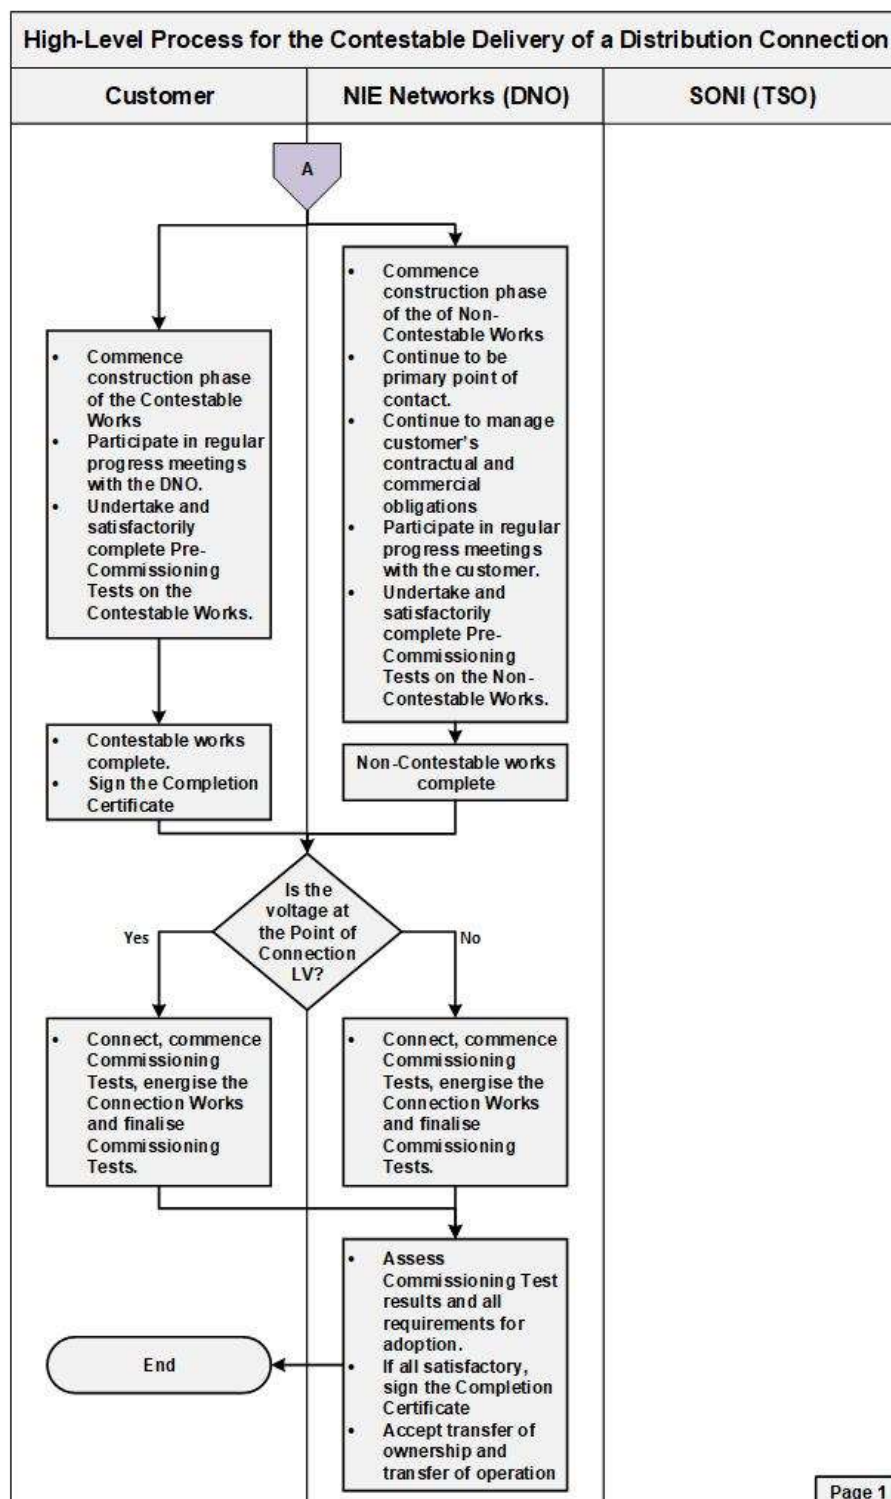 High-Level Process for the Contestable Delivery of a Distribution Connection
Customer
NIE Networks (DNO)
SONI (TSO)
A
• Commence
construction phase
of the Contestable
Works
• Participate in regular
progress meetings
with the DNO.
• Undertake and
satisfactorily
complete Pre-
Commissioning
Tests on the
Contestable Works.
• Commence
construction phase
of the of Non-
Contestable Works
• Continue to be
primary point of
contact.
• Continue to manage
customer's
contractual and
commercial
obligations
• Participate in regular
progress meetings
with the customer.
• Undertake and
satisfactorily
complete Pre-
Commissioning
Tests on the Non-
Contestable Works.
• Contestable works
complete.
• Sign the Completion
Certificate
Non-Contestable works
complete
Is the
voltage at
the Point of
Connection
LV?
Yes
No
• Connect, commence
Commissioning
Tests, energise the
Connection Works
and finalise
Commissioning
Tests.
• Connect, commence
Commissioning
Tests, energise the
Connection Works
and finalise
Commissioning
Tests.
• Assess
Commissioning Test
results and all
requirements for
adoption.
• If all satisfactory,
sign the Completion
Certificate
• Accept transfer of
ownership and
transfer of operation
End
Page 1